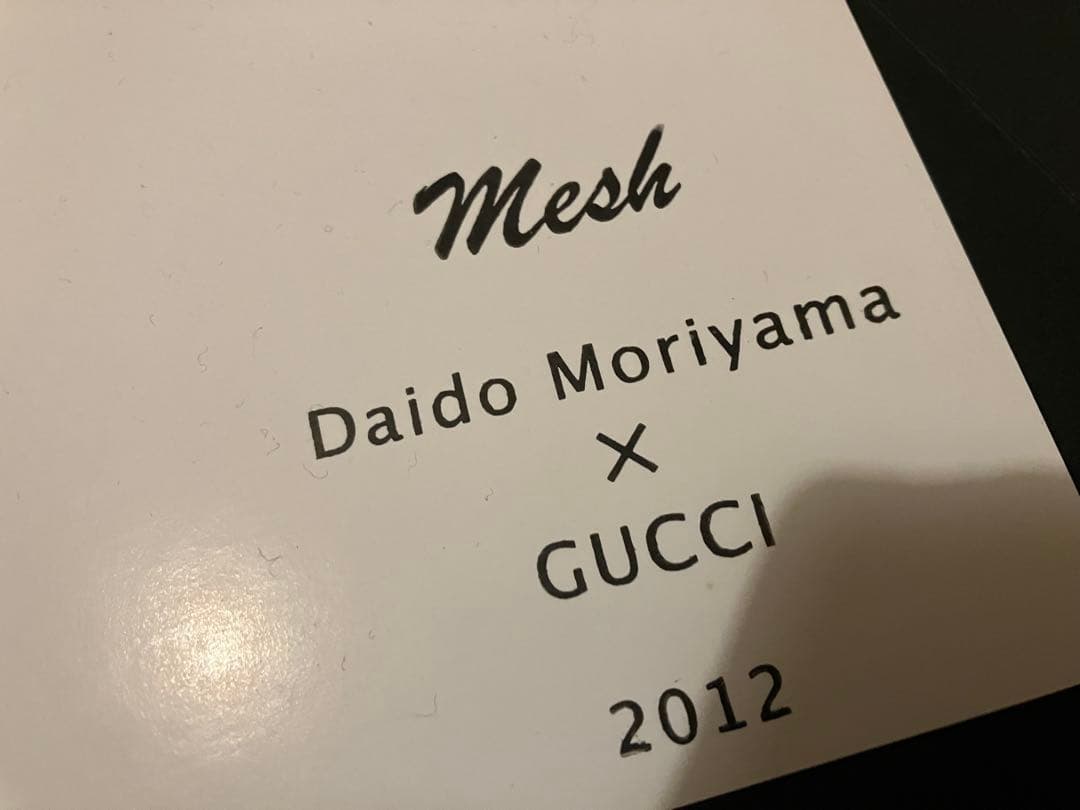 Mesh
Daido Moriyama
×
GUCCI
2012